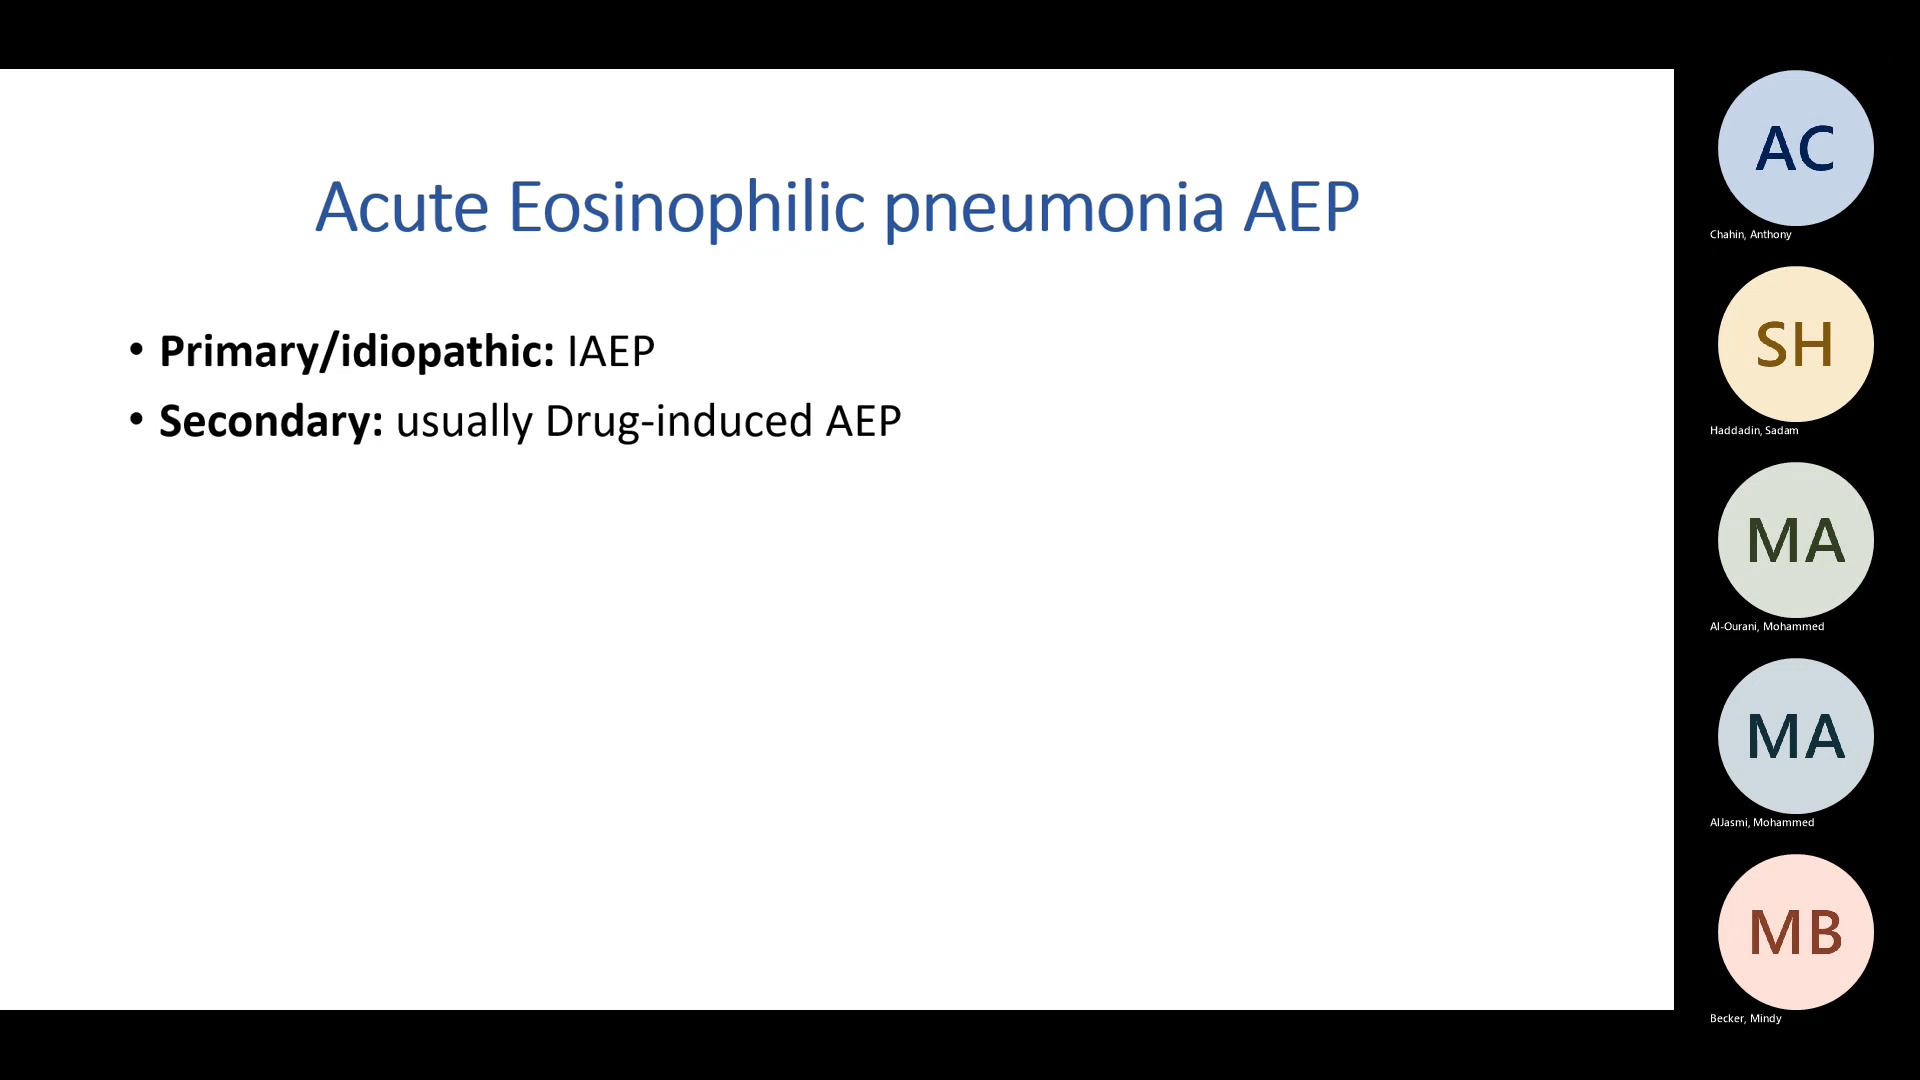 Acute Eosinophilic pneumonia AEP
• Primary/idiopathic: IAEP
• Secondary: usually Drug-induced AEP
AC
Chahin, Anthony
SH
Haddadin, Sadam
MA
Al-Ourani, Mohammed
MA
AlJasmi, Mohammed
MB
Becker, Mindy